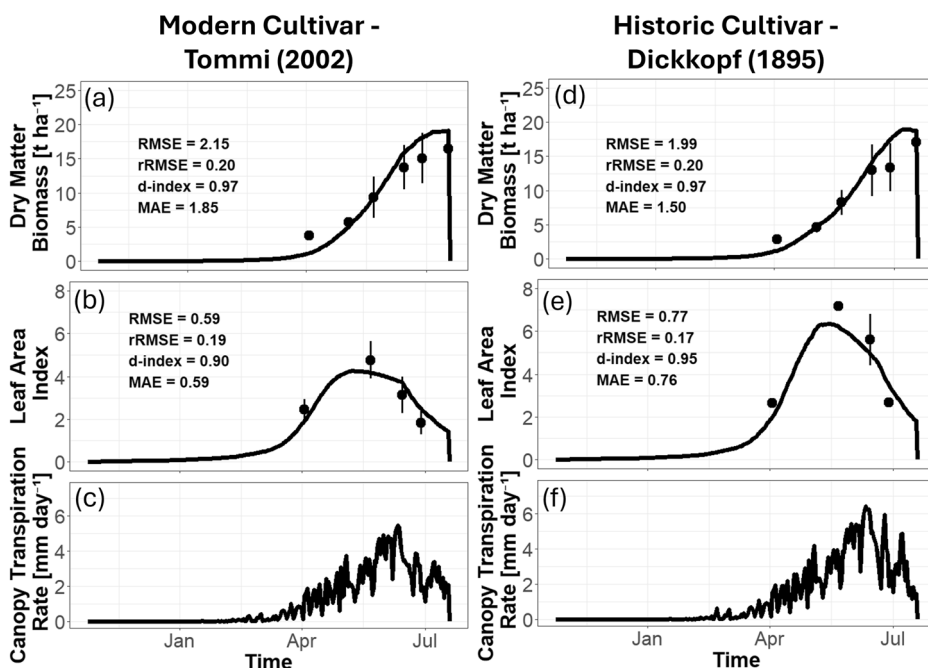 Modern Cultivar -
Tommi (2002)
Historic Cultivar -
Dickkopf (1895)
(a)
Dry Matter
Biomass [t ha⁻¹]
25
20
15
10
5
0
RMSE = 2.15
rRMSE = 0.20
d-index = 0.97
MAE = 1.85
(d)
Dry Matter
Biomass [t ha⁻¹]
25
20
15
10
5
0
RMSE = 1.99
rRMSE = 0.20
d-index = 0.97
MAE = 1.50
(b)
Leaf Area
Index
8
6
4
2
0
RMSE = 0.59
rRMSE = 0.19
d-index = 0.90
MAE = 0.59
(e)
Leaf Area
Index
8
6
4
2
0
RMSE = 0.77
rRMSE = 0.17
d-index = 0.95
MAE = 0.76
(c)
Canopy Transpiration
Rate [mm day⁻¹]
6
4
2
0
Jan
Apr
Jul
Time
(f)
Canopy Transpiration
Rate [mm day⁻¹]
6
4
2
0
Jan
Apr
Jul
Time